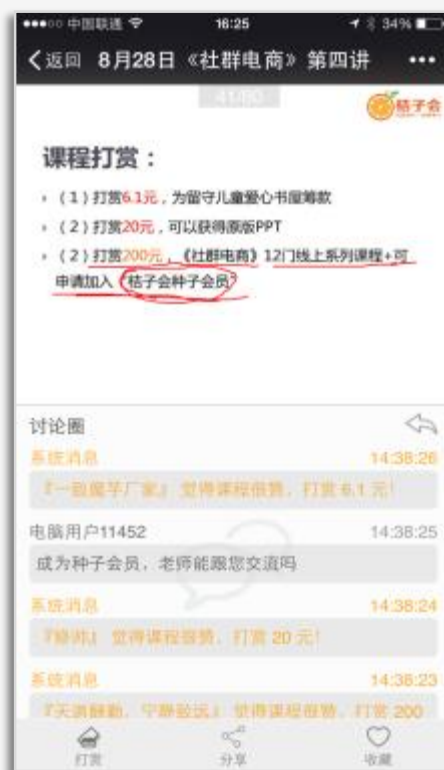 中国联通 16:25 34%
返回 8月28日 《社群电商》第四讲
桔子会
课程打赏：
（1）打赏6.1元，为留守儿童爱心书屋筹款
（2）打赏20元，可以获得原版PPT
（2）打赏200元，《社群电商》12门线上系列课程+可
申请加入“桔子会种子会员”
讨论圈
系统消息 14:38:26
觉得课程很赞，打赏 6.1 元！
电脑用户11452 14:38:25
成为种子会员，老师能跟您交流吗
系统消息 14:38:24
觉得课程很赞，打赏 20 元！
系统消息 14:38:23
觉得课程很赞，打赏 200
打赏 分享 收藏